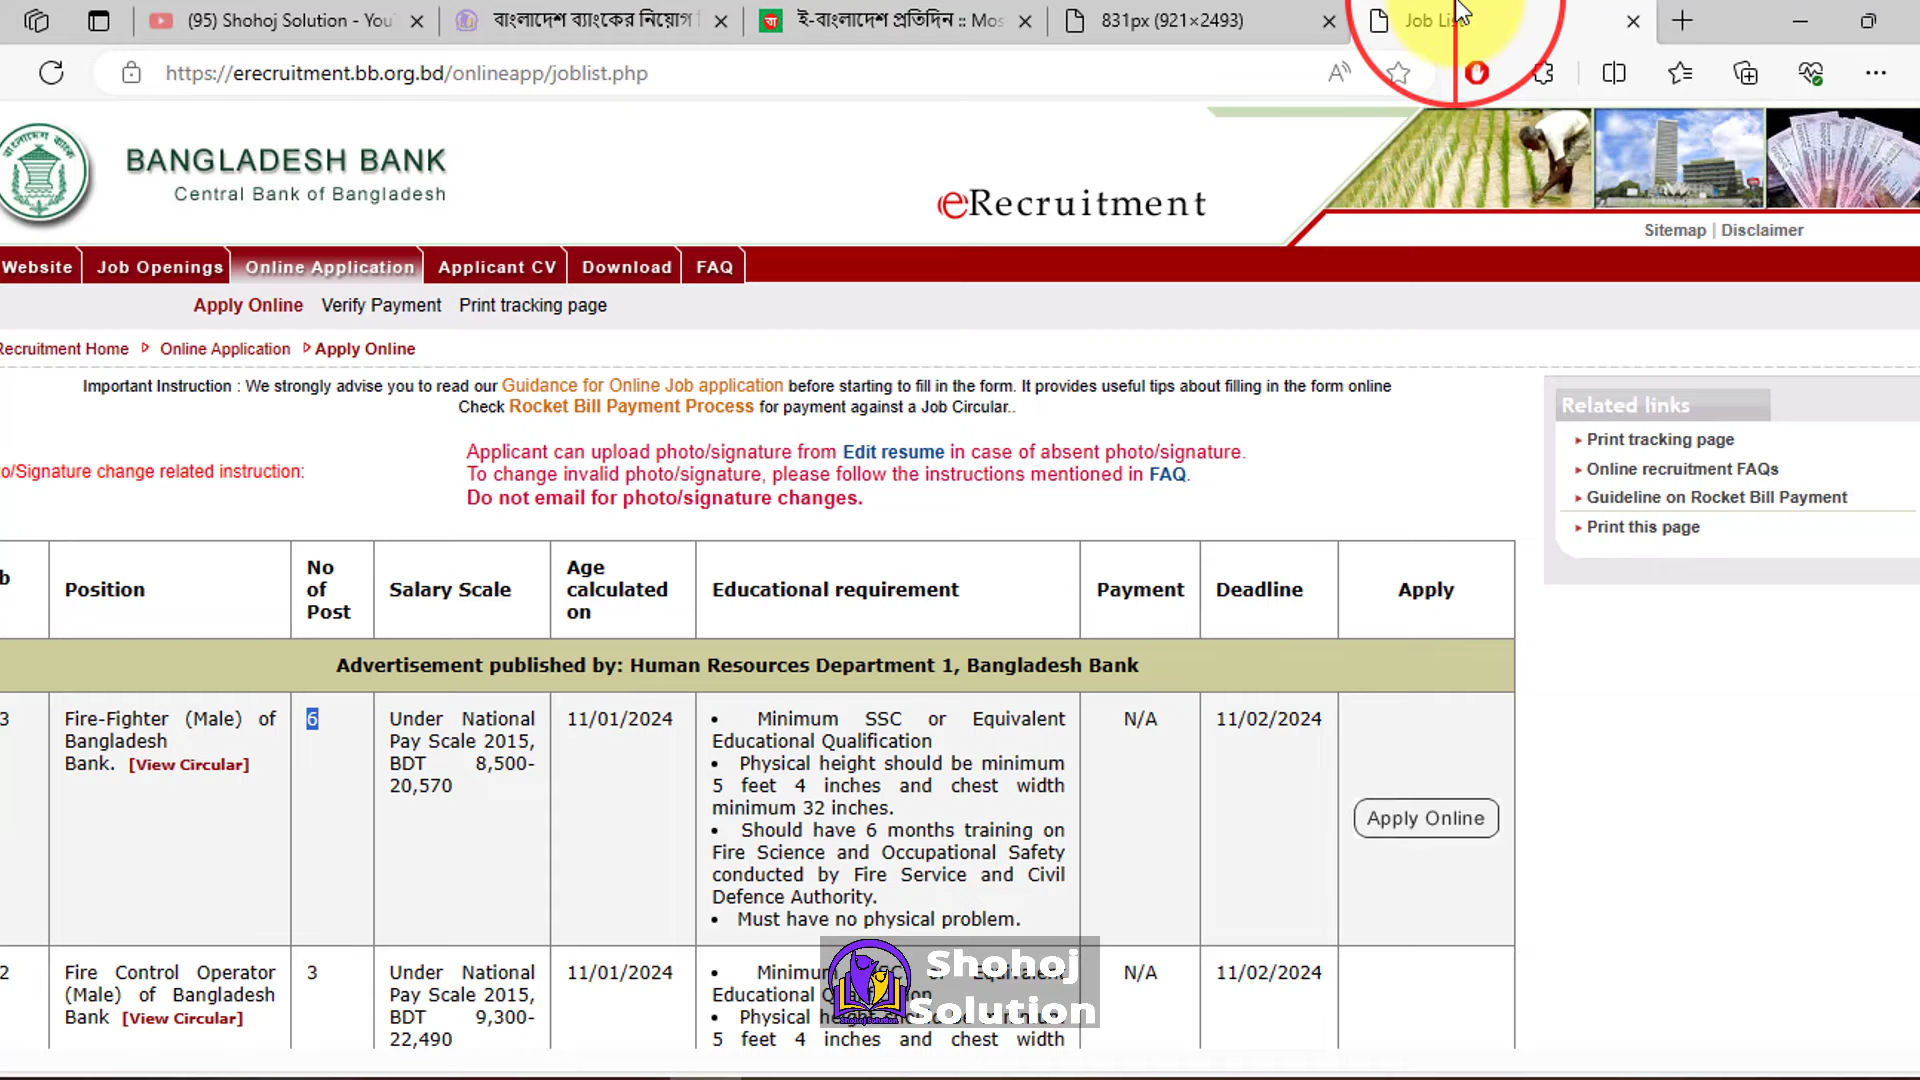 (95) Shohoj Solution - You
বাংলাদেশ ব্যাংকের নিয়োগ
ই-বাংলাদেশ প্রতিদিন :: Mos
831px (921×2493)
Job Lis
https://erecruitment.bb.org.bd/onlineapp/joblist.php
BANGLADESH BANK
Central Bank of Bangladesh
eRecruitment
Sitemap | Disclaimer
Website
Job Openings
Online Application
Applicant CV
Download
FAQ
Apply Online
Verify Payment
Print tracking page
Recruitment Home
Online Application
Apply Online
Important Instruction : We strongly advise you to read our Guidance for Online Job application before starting to fill in the form. It provides useful tips about filling in the form online
Check Rocket Bill Payment Process for payment against a Job Circular..
o/Signature change related instruction:
Applicant can upload photo/signature from Edit resume in case of absent photo/signature.
To change invalid photo/signature, please follow the instructions mentioned in FAQ.
Do not email for photo/signature changes.
Related links
Print tracking page
Online recruitment FAQs
Guideline on Rocket Bill Payment
Print this page
b
Position
No
of
Post
Salary Scale
Age
calculated
on
Educational requirement
Payment
Deadline
Apply
Advertisement published by: Human Resources Department 1, Bangladesh Bank
3
Fire-Fighter (Male) of
Bangladesh
Bank. [View Circular]
6
Under National
Pay Scale 2015,
BDT 8,500-
20,570
11/01/2024
• Minimum SSC or Equivalent
Educational Qualification
• Physical height should be minimum
5 feet 4 inches and chest width
minimum 32 inches.
• Should have 6 months training on
Fire Science and Occupational Safety
conducted by Fire Service and Civil
Defence Authority.
• Must have no physical problem.
N/A
11/02/2024
Apply Online
2
Fire Control Operator
(Male) of Bangladesh
Bank [View Circular]
3
Under National
Pay Scale 2015,
BDT 9,300-
22,490
11/01/2024
• Minimum SSC or Equivalent
Educational Qualification
• Physical height should be minimum
5 feet 4 inches and chest width
N/A
11/02/2024
Shohoj
Solution
Shohoj Solution